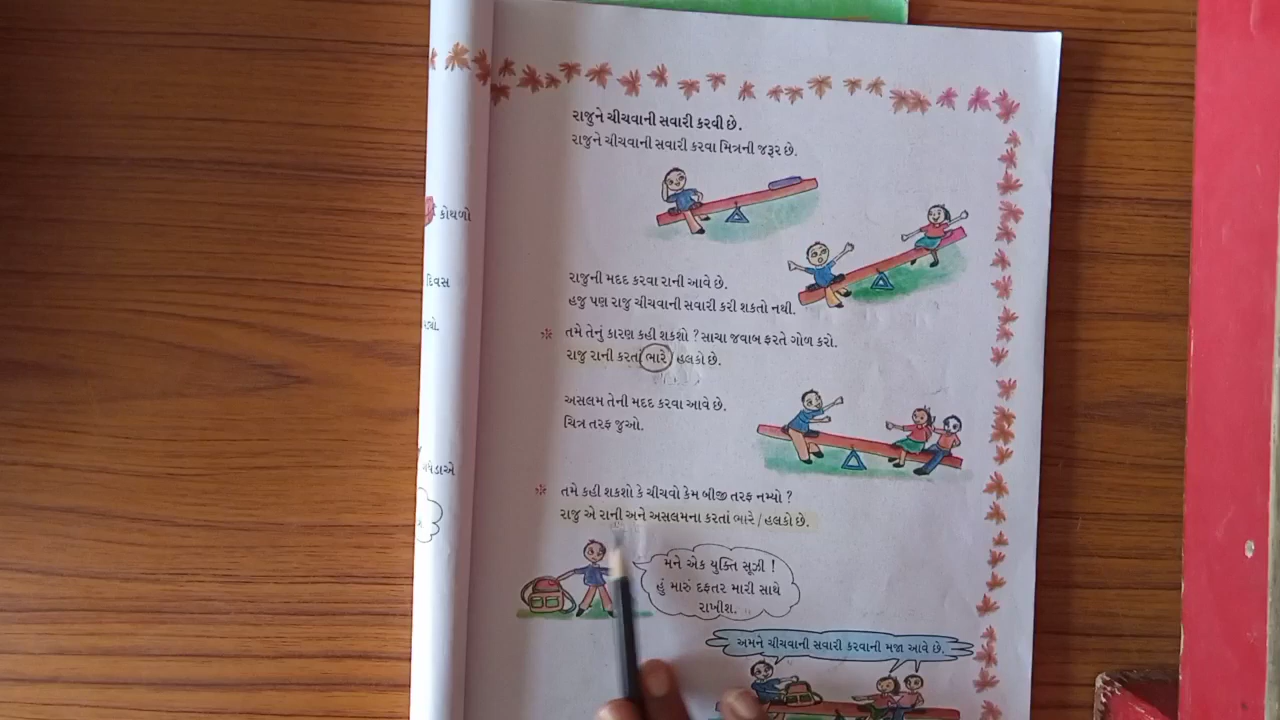 રાજુને ચીચવાની સવારી કરવી છે.
રાજુને ચીચવાની સવારી કરવા મિત્રની જરૂર છે.
કોથળો
રાજુની મદદ કરવા રાની આવે છે.
હજુ પણ રાજુ ચીચવાની સવારી કરી શકતો નથી.
દિવસ
તમે તેનું કારણ કહી શકશો ? સાચા જવાબ ફરતે ગોળ કરો.
રાજુ રાની કરતાં ભારે / હલકો છે.
અસલમ તેની મદદ કરવા આવે છે.
ચિત્ર તરફ જુઓ.
તમે કહી શકશો કે ચીચવો કેમ બીજી તરફ નમ્યો ?
રાજુ એ રાની અને અસલમના કરતાં ભારે / હલકો છે.
મને એક યુક્તિ સૂઝી !
હું મારું દફતર મારી સાથે
રાખીશ.
અમને ચીચવાની સવારી કરવાની મજા આવે છે.